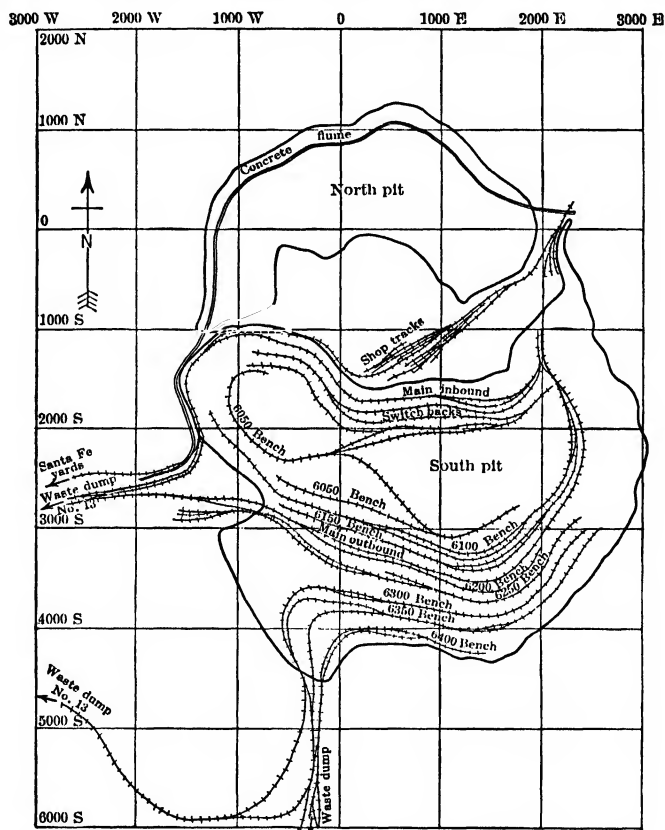 3000 W 2000 W 1000 W 0 1000 E 2000 E 3000 E
2000 N
1000 N
Concrete flume
North pit
0
N
1000 S
Shop tracks
Main inbound
Switch backs
2000 S
6050 Bench
Santa Fe
yards
South pit
Waste dump
No. 13
6050 Bench
3000 S
6150 Bench
Main outbound
6100 Bench
6200 Bench
6250 Bench
6300 Bench
6350 Bench
4000 S
6400 Bench
Waste dump
No. 13
5000 S
Waste dump
6000 S